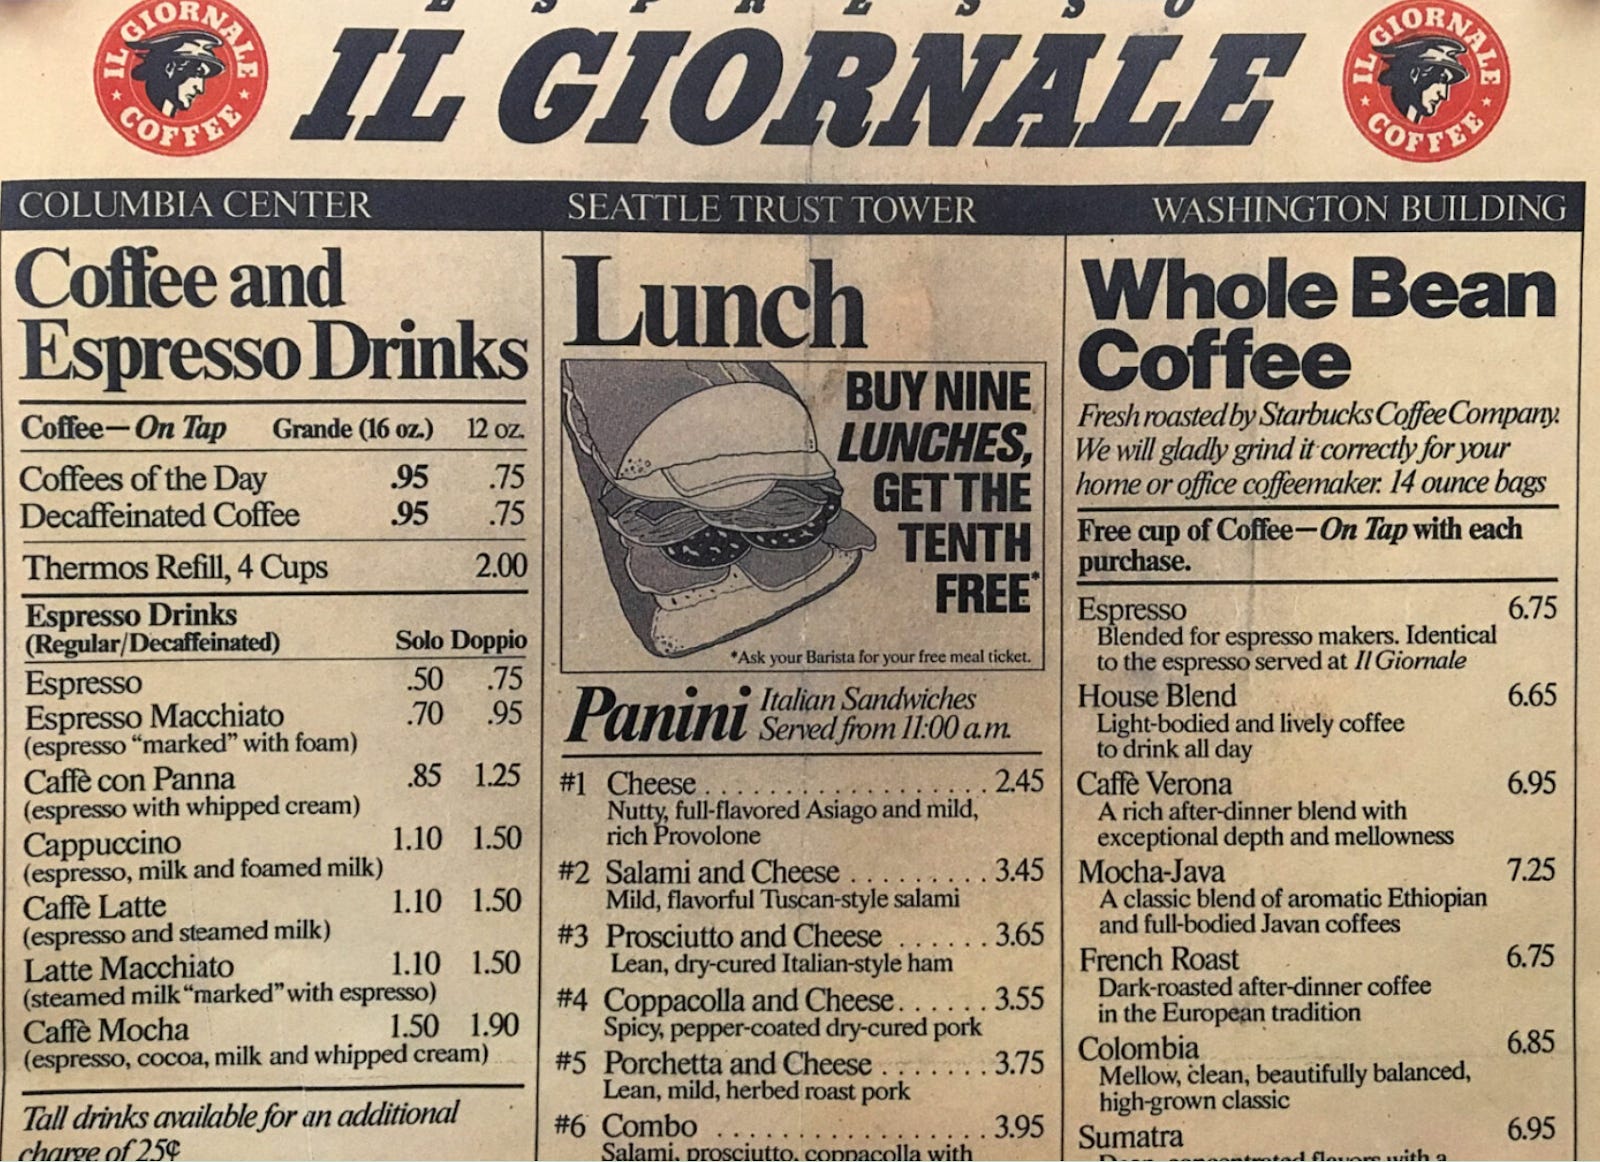 ESPRESSO
IL GIORNALE
COFFEE
IL GIORNALE
IL GIORNALE
COFFEE
COLUMBIA CENTER
SEATTLE TRUST TOWER
WASHINGTON BUILDING
Coffee and
Espresso Drinks
Coffee—On Tap Grande (16 oz.) 12 oz.
Coffees of the Day .95 .75
Decaffeinated Coffee .95 .75
Thermos Refill, 4 Cups 2.00
Espresso Drinks
(Regular/Decaffeinated) Solo Doppio
Espresso .50 .75
Espresso Macchiato .70 .95
(espresso “marked” with foam)
Caffè con Panna .85 1.25
(espresso with whipped cream)
Cappuccino 1.10 1.50
(espresso, milk and foamed milk)
Caffè Latte 1.10 1.50
(espresso and steamed milk)
Latte Macchiato 1.10 1.50
(steamed milk “marked” with espresso)
Caffè Mocha 1.50 1.90
(espresso, cocoa, milk and whipped cream)
Tall drinks available for an additional
charge of 25¢
Lunch
BUY NINE
LUNCHES,
GET THE
TENTH
FREE*
*Ask your Barista for your free meal ticket.
Panini Italian Sandwiches
Served from 11:00 a.m.
#1 Cheese . . . . . . . . . . . . . . . . . . 2.45
Nutty, full-flavored Asiago and mild,
rich Provolone
#2 Salami and Cheese . . . . . . . . . 3.45
Mild, flavorful Tuscan-style salami
#3 Prosciutto and Cheese . . . . . . 3.65
Lean, dry-cured Italian-style ham
#4 Coppacolla and Cheese . . . . . . 3.55
Spicy, pepper-coated dry-cured pork
#5 Porchetta and Cheese . . . . . . . 3.75
Lean, mild, herbed roast pork
#6 Combo . . . . . . . . . . . . . . . . . . 3.95
Salami, prosciutto, coppacolla with
Whole Bean
Coffee
Fresh roasted by Starbucks Coffee Company.
We will gladly grind it correctly for your
home or office coffeemaker. 14 ounce bags
Free cup of Coffee—On Tap with each
purchase.
Espresso 6.75
Blended for espresso makers. Identical
to the espresso served at Il Giornale
House Blend 6.65
Light-bodied and lively coffee
to drink all day
Caffè Verona 6.95
A rich after-dinner blend with
exceptional depth and mellowness
Mocha-Java 7.25
A classic blend of aromatic Ethiopian
and full-bodied Javan coffees
French Roast 6.75
Dark-roasted after-dinner coffee
in the European tradition
Colombia 6.85
Mellow, clean, beautifully balanced,
high-grown classic
Sumatra 6.95
Deep, concentrated flavors with a